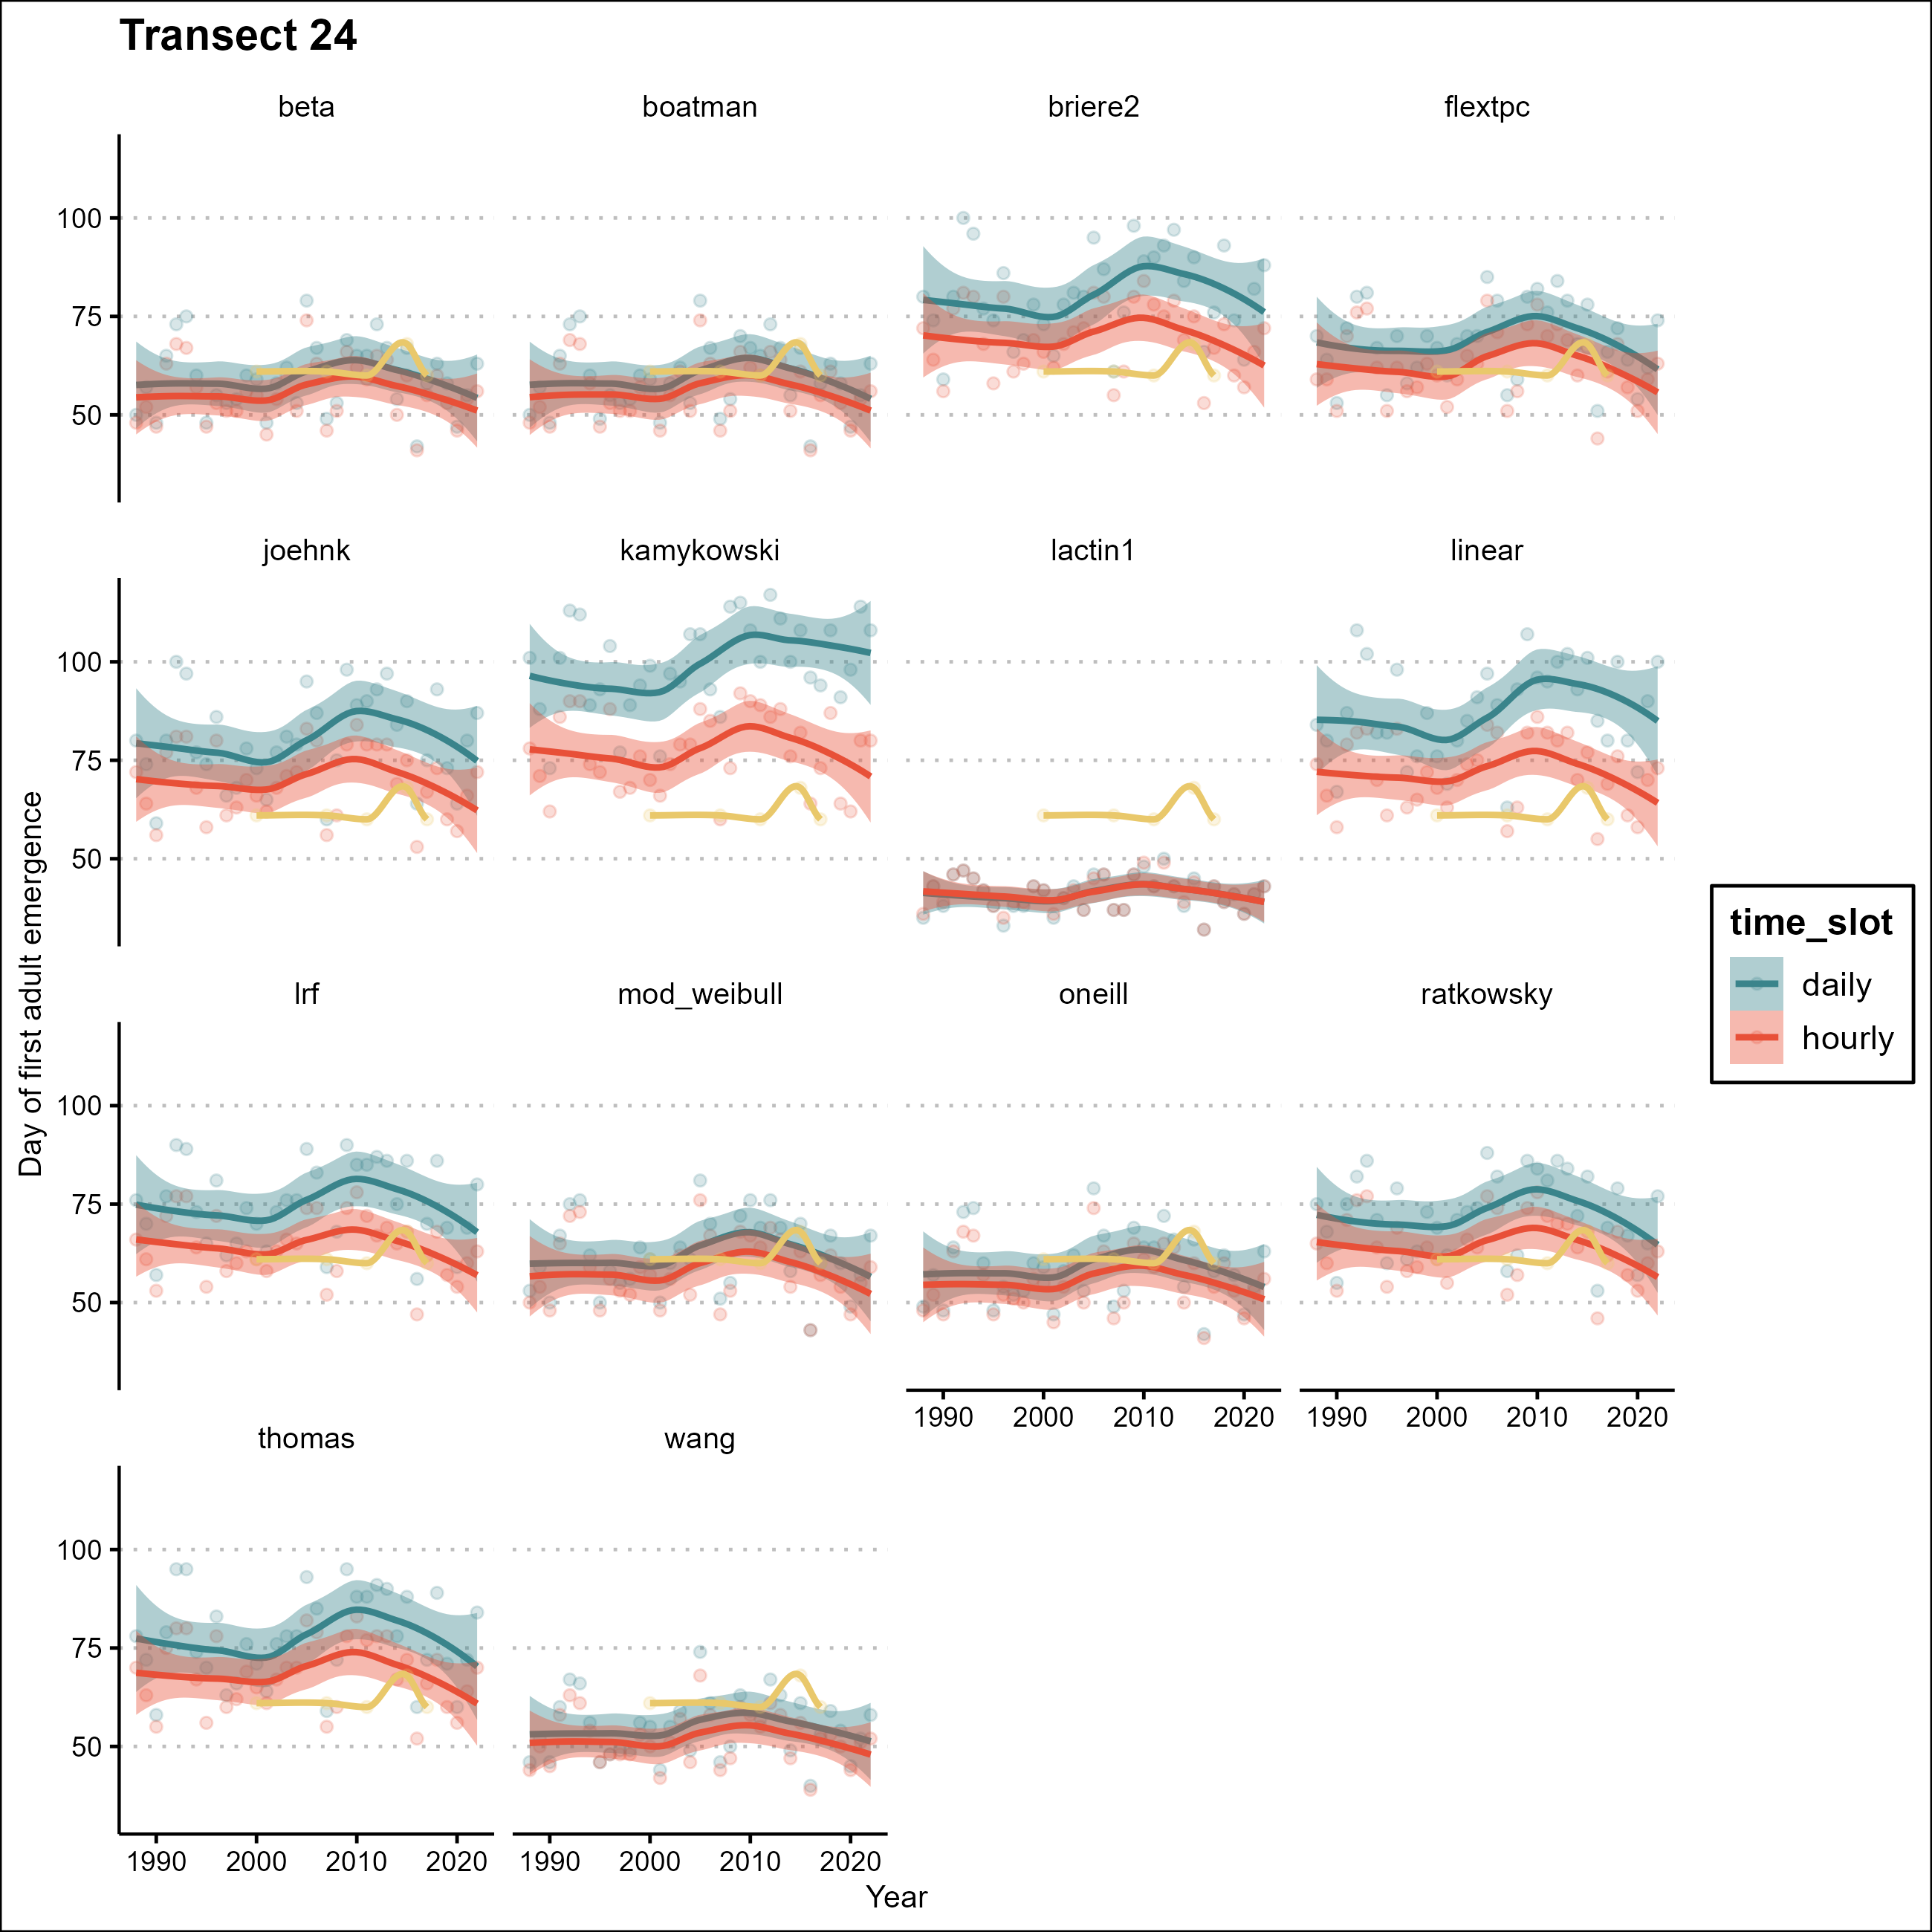 Transect 24
beta boatman briere2 flextpc
100
75
50
joehnk kamykowski lactin1 linear
100
75
50
Day of first adult emergence
time_slot
daily
hourly
lrf mod_weibull oneill ratkowsky
100
75
50
1990 2000 2010 2020 1990 2000 2010 2020
thomas wang
100
75
50
1990 2000 2010 2020 1990 2000 2010 2020
Year